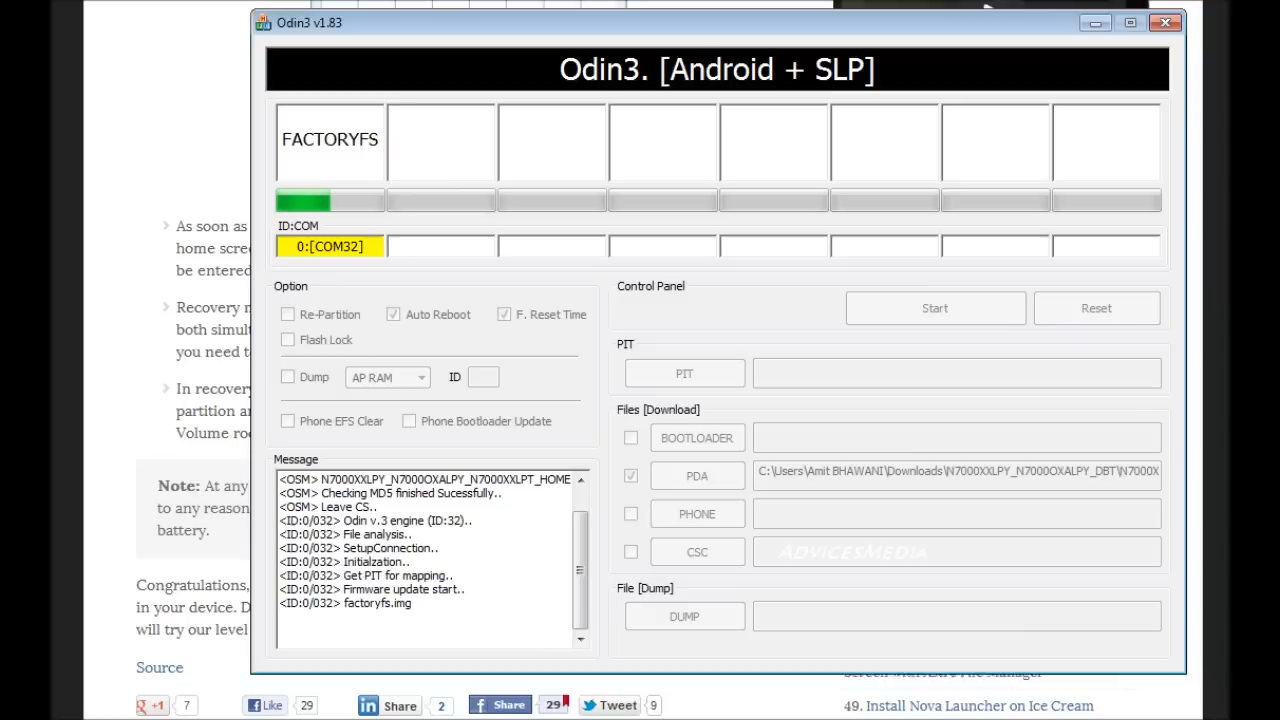 Odin3 v1.83
Odin3. [Android + SLP]
FACTORYFS
ID:COM
0:[COM32]
Option
Re-Partition
Auto Reboot
F. Reset Time
Flash Lock
Dump
AP RAM
ID
Phone EFS Clear
Phone Bootloader Update
Message
<OSM> N7000XXLPY_N7000OXALPY_N7000XXLPT_HOME
<OSM> Checking MD5 finished Sucessfully..
<OSM> Leave CS..
<ID:0/032> Odin v.3 engine (ID:32)..
<ID:0/032> File analysis..
<ID:0/032> SetupConnection..
<ID:0/032> Initialzation..
<ID:0/032> Get PIT for mapping..
<ID:0/032> Firmware update start..
<ID:0/032> factoryfs.img
Control Panel
Start
Reset
PIT
PIT
Files [Download]
BOOTLOADER
PDA
C:\Users\Amit BHAWANI\Downloads\N7000XXLPY_N7000OXALPY_DBT\N7000X
PHONE
CSC
ADVICESMEDIA
File [Dump]
DUMP
As soon as
home scre
be entered
Recovery
both simult
you need t
In recovery
partition a
Volume ro
Note: At any
to any reason
battery.
Congratulations,
in your device. D
will try our level
Source
+1
7
Like
29
Share
2
Share
29
Tweet
9
49. Install Nova Launcher on Ice Cream